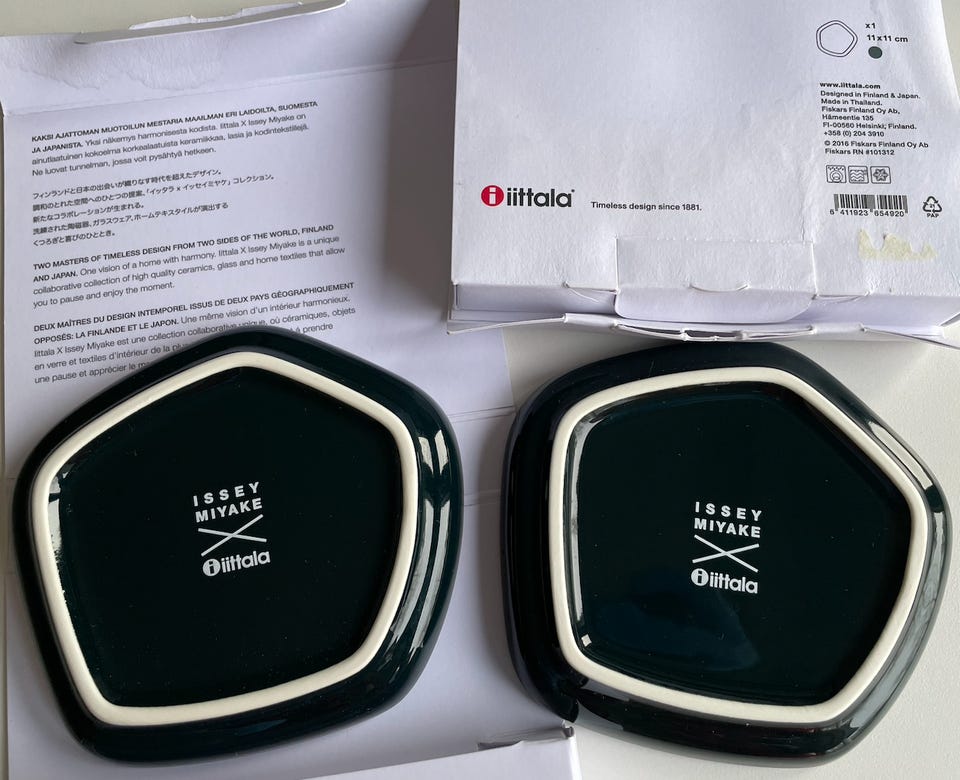 KAKSI AJATTOMAN MUOTOILUN MESTARIA MAAILMAN ERI LAIDOILTA, SUOMESTA
JA JAPANISTA. Yksi näkemys harmonisesta kodista. Iittala X Issey Miyake on
ainutlaatuinen kokoelma korkealaatuista keramiikkaa, lasia ja kodintekstiilejä.
Ne luovat tunnelman, jossa voit pysähtyä hetkeen.
フィンランドと日本の出会いが織りなす時代を超えたデザイン。
調和のとれた空間へのひとつの提案、「イッタラ x イッセイミヤケ」コレクション。
新たなコラボレーションが生まれる。
洗練された陶磁器、ガラスウェア、ホームテキスタイルが演出する
くつろぎと喜びのひととき。
TWO MASTERS OF TIMELESS DESIGN FROM TWO SIDES OF THE WORLD, FINLAND
AND JAPAN. One vision of a home with harmony. Iittala X Issey Miyake is a unique
collaborative collection of high quality ceramics, glass and home textiles that allow
you to pause and enjoy the moment.
DEUX MAÎTRES DU DESIGN INTEMPOREL ISSUS DE DEUX PAYS GÉOGRAPHIQUEMENT
OPPOSÉS: LA FINLANDE ET LE JAPON. Une même vision d'un intérieur harmonieux.
Iittala X Issey Miyake est une collection collaborative unique, où céramiques, objets
en verre et textiles d'intérieur de la plus à prendre
une pause et apprécier le
x1
11x11 cm
www.iittala.com
Designed in Finland & Japan.
Made in Thailand.
Fiskars Finland Oy Ab,
Hämeentie 135
FI-00560 Helsinki, Finland.
+358 (0) 204 3910
© 2016 Fiskars Finland Oy Ab
Fiskars RN #101312
6 411923 654920
21
PAP
i iittala
Timeless design since 1881.
ISSEY
MIYAKE
X
i iittala
ISSEY
MIYAKE
X
i iittala